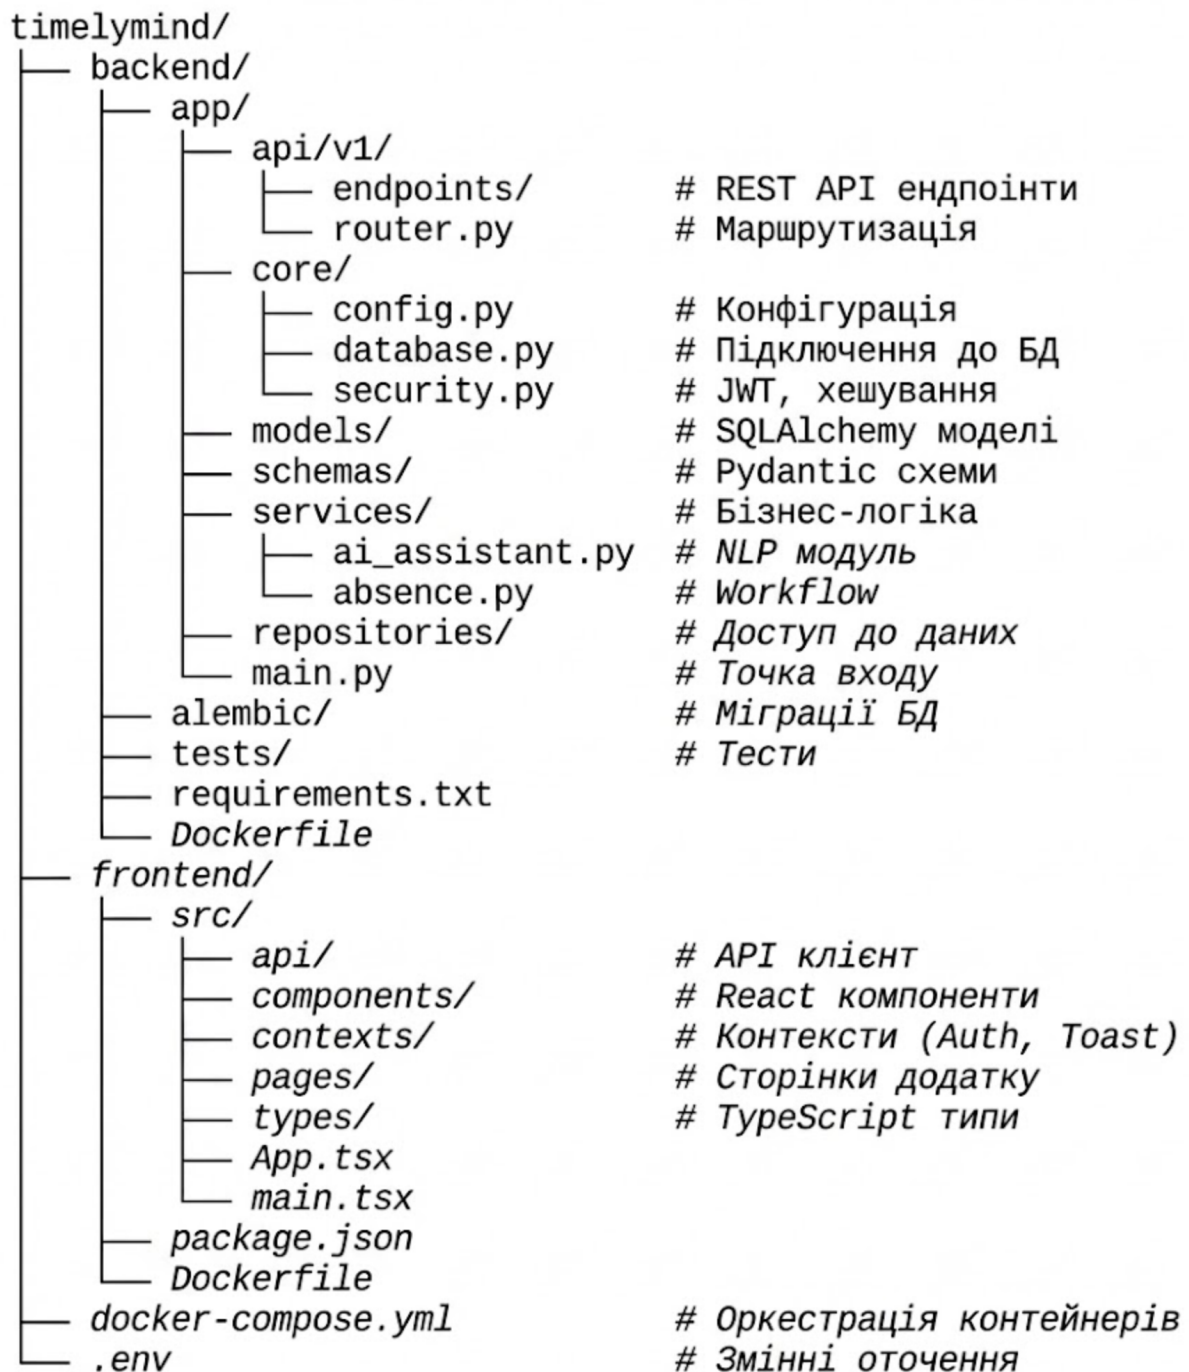 timelymind/
├── backend/
│   ├── app/
│   │   ├── api/v1/
│   │   │   ├── endpoints/       # REST API ендпоінти
│   │   │   └── router.py        # Маршрутизація
│   │   ├── core/
│   │   │   ├── config.py        # Конфігурація
│   │   │   ├── database.py      # Підключення до БД
│   │   │   └── security.py      # JWT, хешування
│   │   ├── models/              # SQLAlchemy моделі
│   │   ├── schemas/             # Pydantic схеми
│   │   ├── services/            # Бізнес-логіка
│   │   │   ├── ai_assistant.py  # NLP модуль
│   │   │   └── absence.py       # Workflow
│   │   ├── repositories/        # Доступ до даних
│   │   └── main.py              # Точка входу
│   ├── alembic/                 # Міграції БД
│   ├── tests/                   # Тести
│   ├── requirements.txt
│   └── Dockerfile
├── frontend/
│   ├── src/
│   │   ├── api/                 # API клієнт
│   │   ├── components/          # React компоненти
│   │   ├── contexts/            # Контексти (Auth, Toast)
│   │   ├── pages/               # Сторінки додатку
│   │   ├── types/               # TypeScript типи
│   │   ├── App.tsx
│   │   └── main.tsx
│   ├── package.json
│   └── Dockerfile
├── docker-compose.yml           # Оркестрація контейнерів
└── .env                         # Змінні оточення